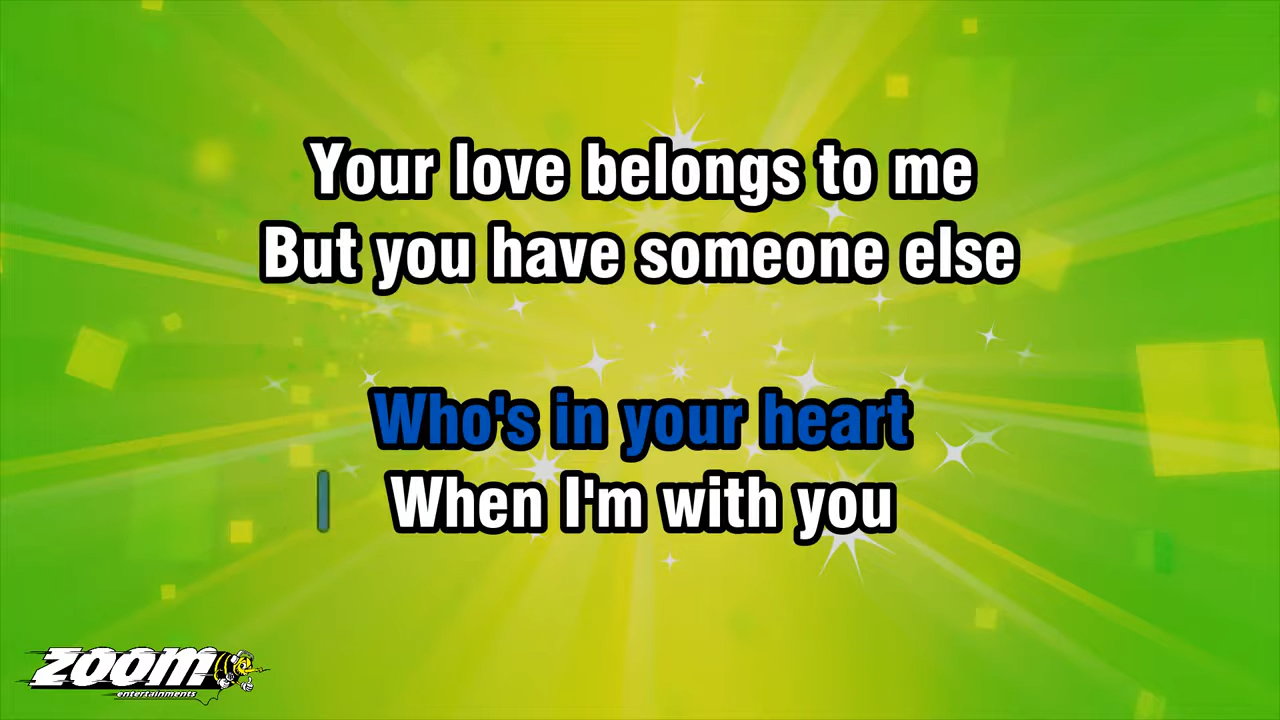 Your love belongs to me
But you have someone else
Who's in your heart
When I'm with you
zoom
entertainments